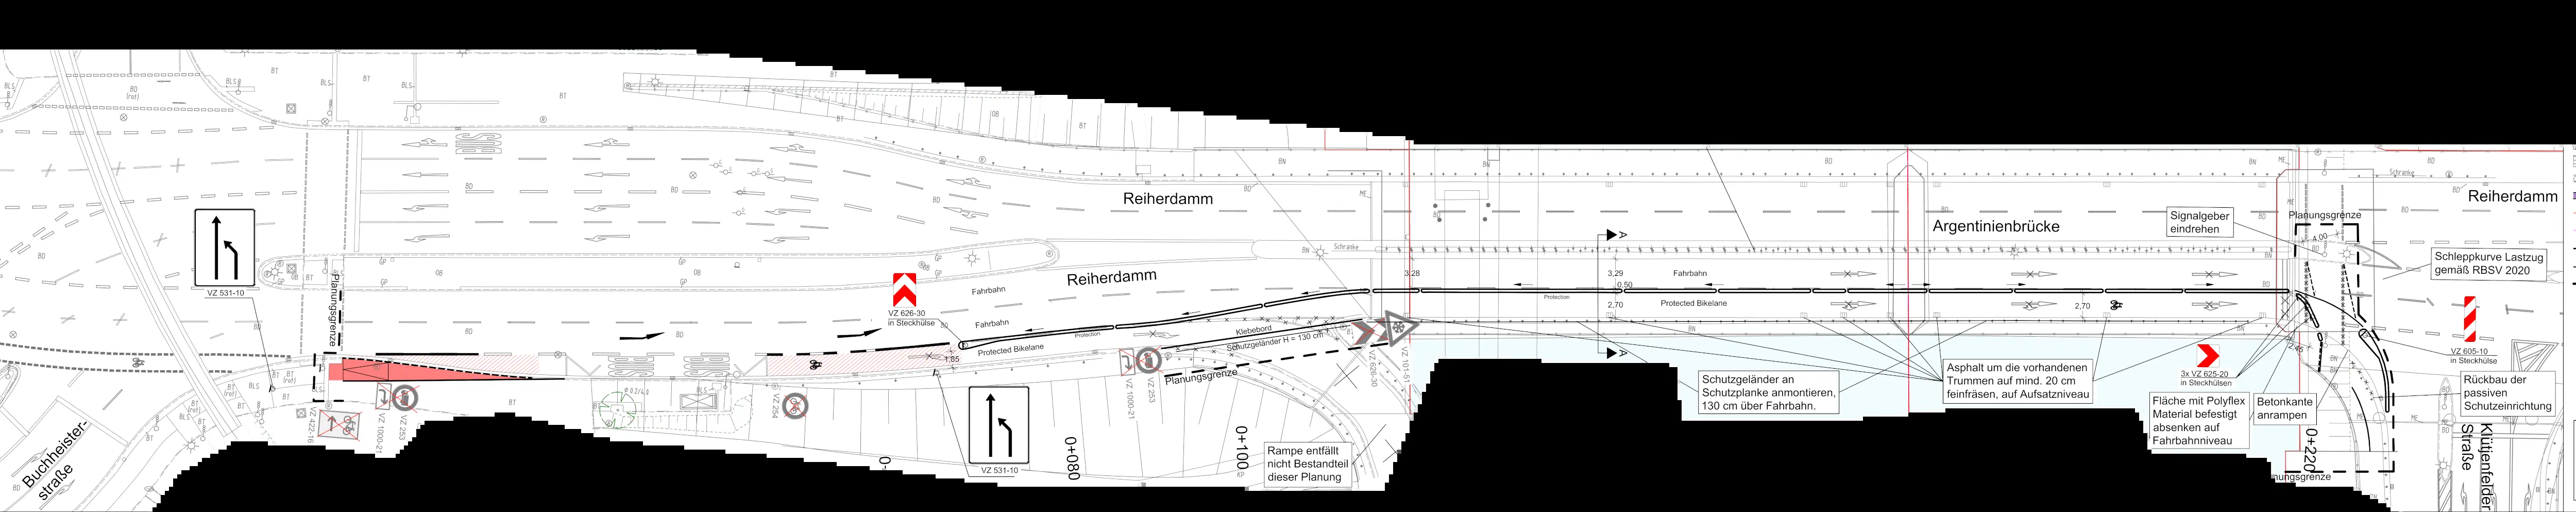 Reiherdamm
Argentinienbrücke
Reiherdamm
Reiherdamm
Planungsgrenze
Signalgeber
eindrehen
Schleppkurve Lastzug
gemäß RBSV 2020
4,00
Schranke
Schranke
VZ 531-10
Planungsgrenze
VZ 626-30
in Steckhülse
Fahrbahn
Fahrbahn
Protected Bikelane
Protection
1,85
Klebebord
Schutzgeländer H = 130 cm
3,28
3,29
Fahrbahn
0,50
Protection
2,70
Protected Bikelane
2,70
A
A
VZ 605-10
in Steckhülse
3x VZ 625-20
in Steckhülsen
Schutzgeländer an
Schutzplanke anmontieren,
130 cm über Fahrbahn.
Asphalt um die vorhandenen
Trummen auf mind. 20 cm
feinfräsen, auf Aufsatzniveau
Fläche mit Polyflex
Material befestigt
absenken auf
Fahrbahnniveau
Betonkante
anrampen
Rückbau der
passiven
Schutzeinrichtung
VZ 422-16
VZ 1000-21
VZ 253
VZ 254
VZ 1000-21
VZ 253
Planungsgrenze
VZ 626-30
VZ 101-51
VZ 531-10
0+080
0+100
0+220
Rampe entfällt
nicht Bestandteil
dieser Planung
Buchheister-
straße
Klütjenfelder
Straße
nungsgrenze